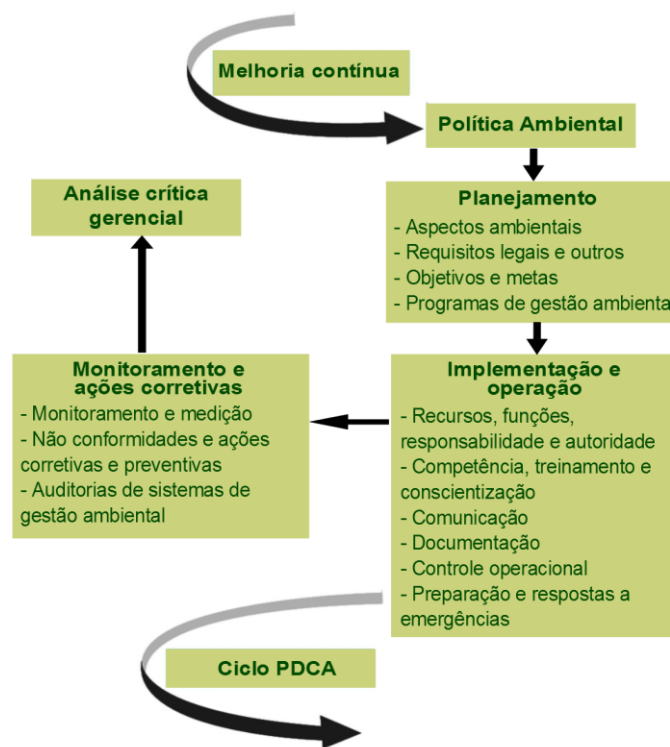 Melhoria contínua
Política Ambiental
Planejamento
- Aspectos ambientais
- Requisitos legais e outros
- Objetivos e metas
- Programas de gestão ambienta
Implementação e
operação
- Recursos, funções,
responsabilidade e autoridade
- Competência, treinamento e
conscientização
- Comunicação
- Documentação
- Controle operacional
- Preparação e respostas a
emergências
Monitoramento e
ações corretivas
- Monitoramento e medição
- Não conformidades e ações
corretivas e preventivas
- Auditorias de sistemas de
gestão ambiental
Análise crítica
gerencial
Ciclo PDCA